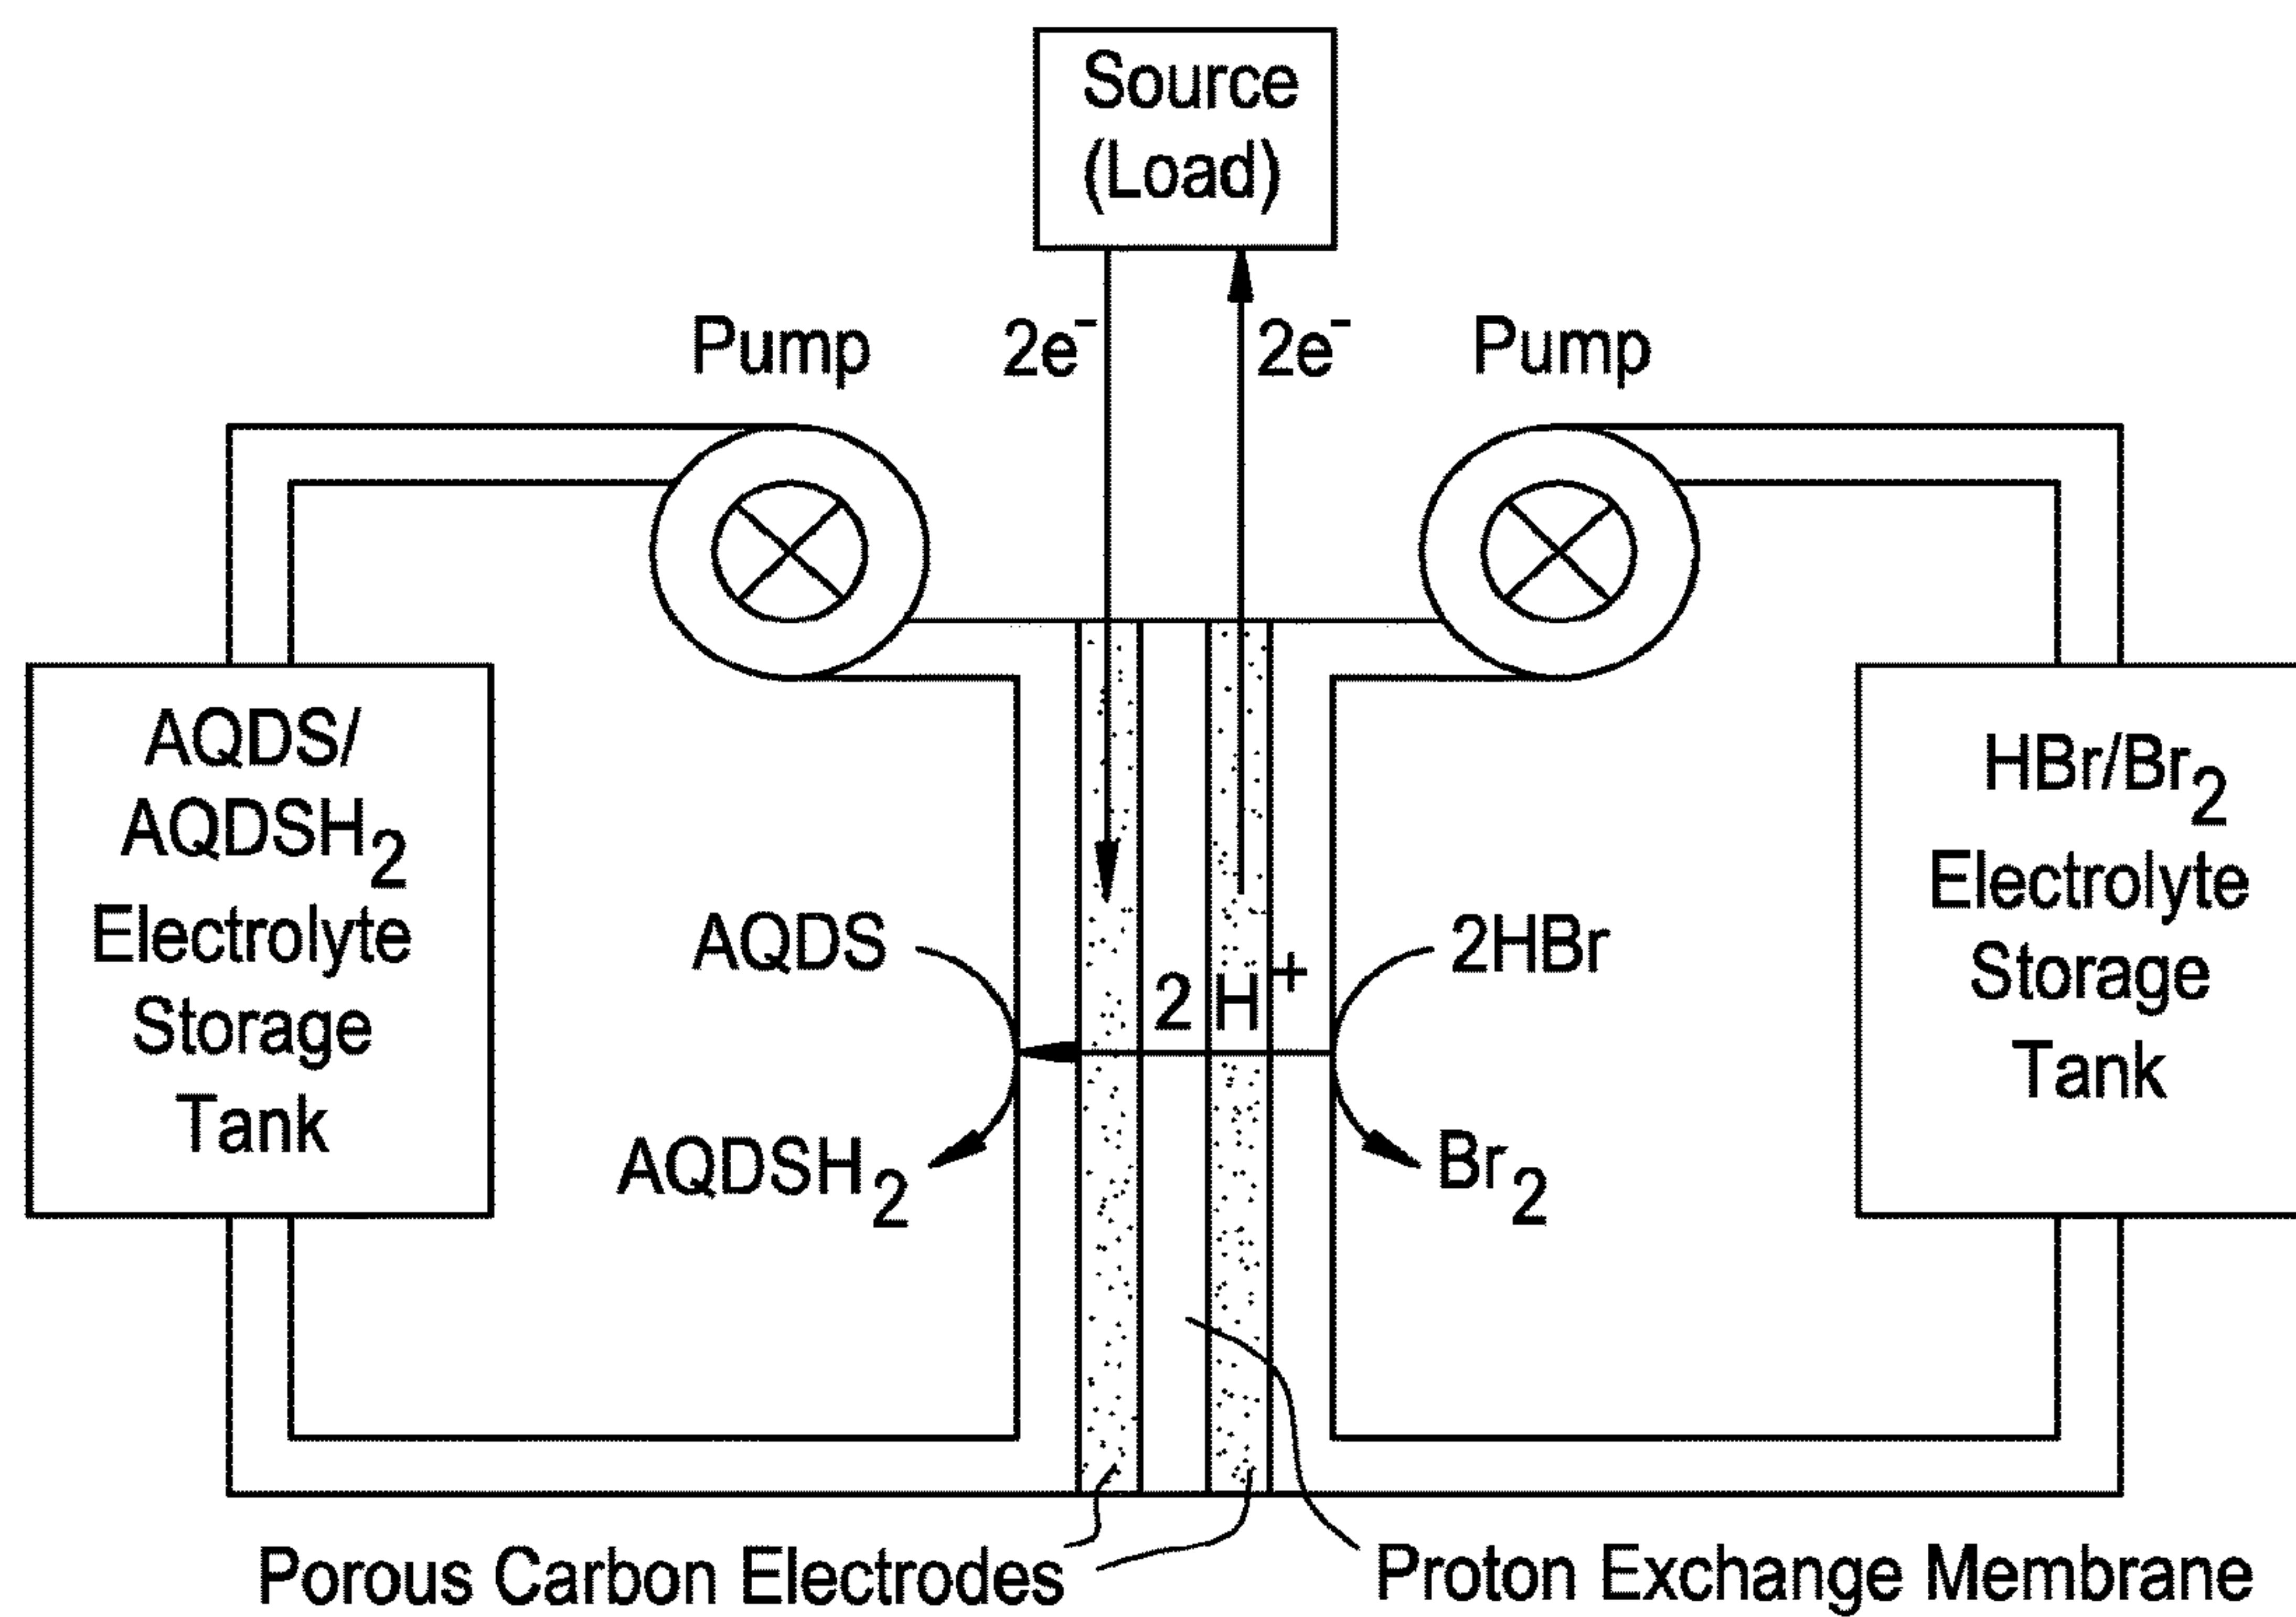 Source
(Load)
Pump
2e⁻
2e⁻
Pump
AQDS/
AQDSH₂
Electrolyte
Storage
Tank
HBr/Br₂
Electrolyte
Storage
Tank
AQDS
2 H⁺
2HBr
AQDSH₂
Br₂
Porous Carbon Electrodes
Proton Exchange Membrane